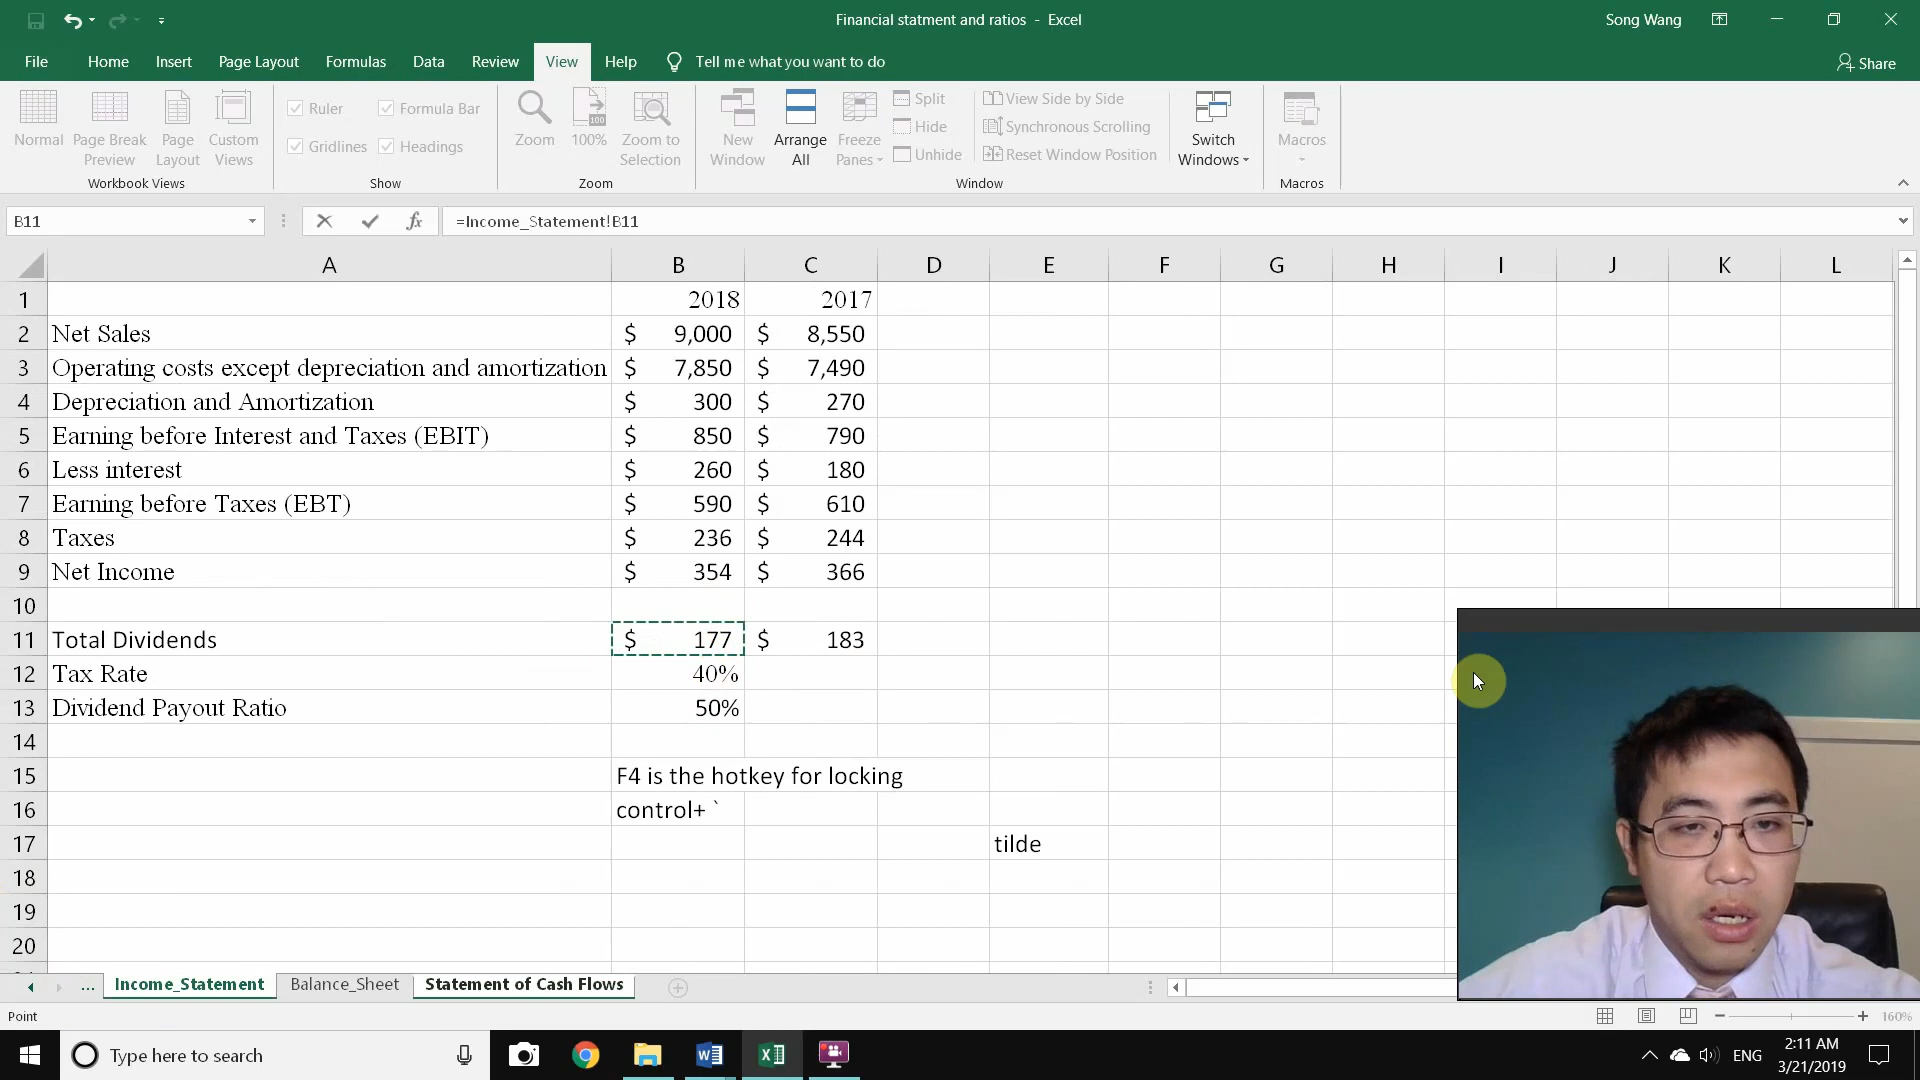 Financial statment and ratios - Excel
Song Wang
File Home Insert Page Layout Formulas Data Review View Help Tell me what you want to do Share
Normal
Page Break Preview
Page Layout
Custom Views
Workbook Views
Ruler
Formula Bar
Gridlines
Headings
Show
Zoom
100%
Zoom to Selection
Zoom
New Window
Arrange All
Freeze Panes
Split
Hide
Unhide
View Side by Side
Synchronous Scrolling
Reset Window Position
Window
Switch Windows
Macros
Macros
B11 fx =Income_Statement!B11
A B C D E F G H I J K L
1 2018 2017
2 Net Sales $ 9,000 $ 8,550
3 Operating costs except depreciation and amortization $ 7,850 $ 7,490
4 Depreciation and Amortization $ 300 $ 270
5 Earning before Interest and Taxes (EBIT) $ 850 $ 790
6 Less interest $ 260 $ 180
7 Earning before Taxes (EBT) $ 590 $ 610
8 Taxes $ 236 $ 244
9 Net Income $ 354 $ 366
10
11 Total Dividends $ 177 $ 183
12 Tax Rate 40%
13 Dividend Payout Ratio 50%
14
15 F4 is the hotkey for locking
16 control+ `
17 tilde
18
19
20
... Income_Statement Balance_Sheet Statement of Cash Flows
Point
160%
Type here to search
ENG
2:11 AM
3/21/2019